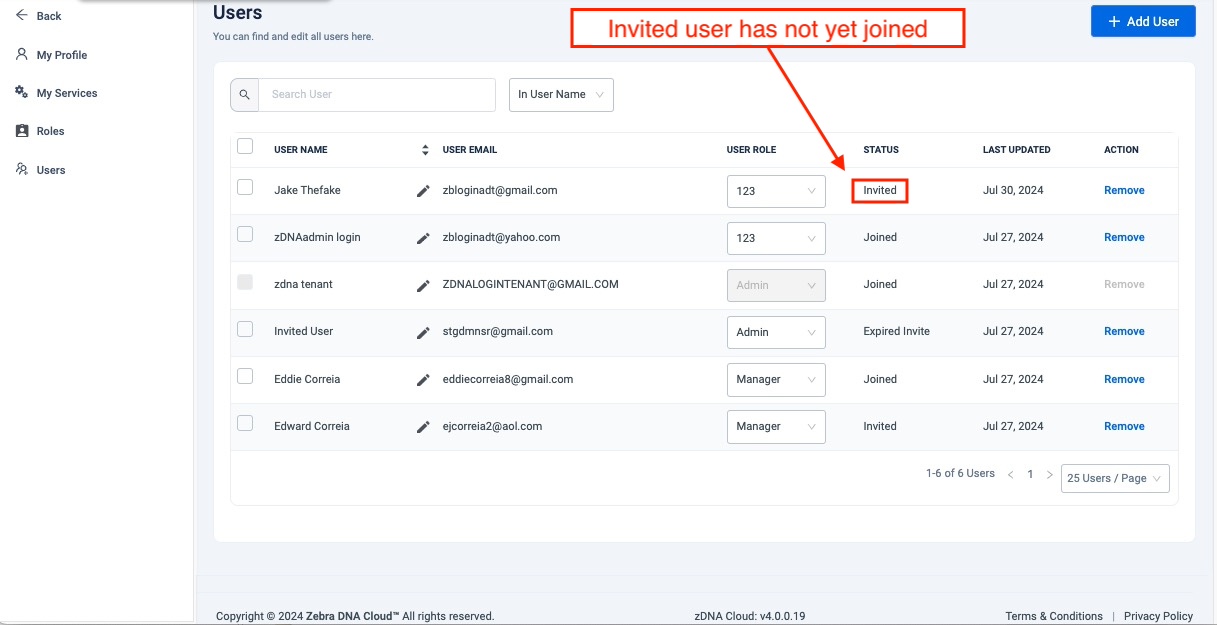 Back
My Profile
My Services
Roles
Users
Users
You can find and edit all users here.
Invited user has not yet joined
+ Add User
Search User
In User Name
USER NAME USER EMAIL USER ROLE STATUS LAST UPDATED ACTION
Jake Thefake zbloginadt@gmail.com 123 Invited Jul 30, 2024 Remove
zDNAadmin login zbloginadt@yahoo.com 123 Joined Jul 27, 2024 Remove
zdna tenant ZDNALOGINTENANT@GMAIL.COM Admin Joined Jul 27, 2024 Remove
Invited User stgdmnsr@gmail.com Admin Expired Invite Jul 27, 2024 Remove
Eddie Correia eddiecorreia8@gmail.com Manager Joined Jul 27, 2024 Remove
Edward Correia ejcorreia2@aol.com Manager Invited Jul 27, 2024 Remove
1-6 of 6 Users < 1 > 25 Users / Page
Copyright © 2024 Zebra DNA Cloud™ All rights reserved. zDNA Cloud: v4.0.0.19 Terms & Conditions | Privacy Policy